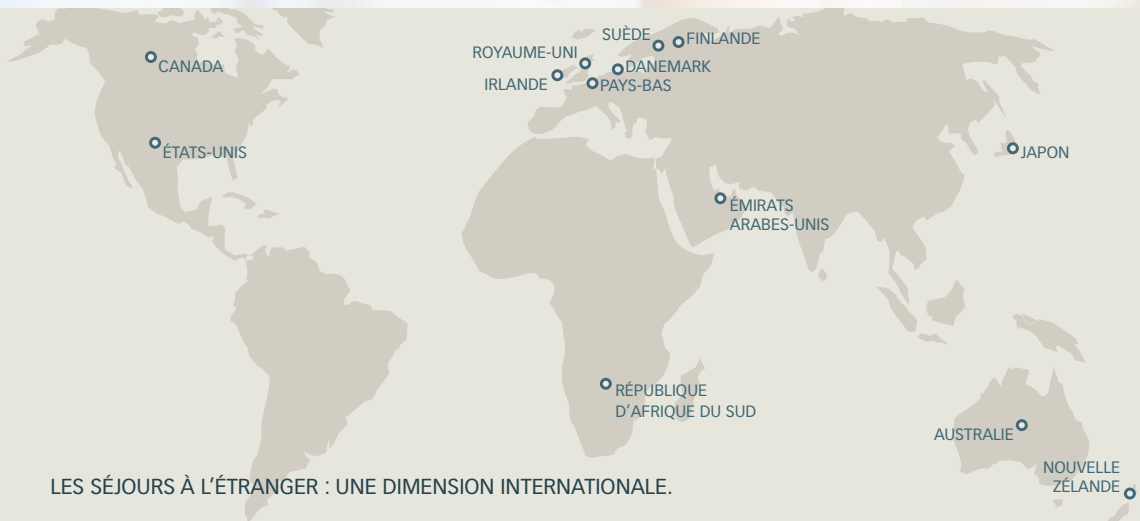 SUÈDE
FINLANDE
ROYAUME-UNI
DANEMARK
IRLANDE
PAYS-BAS
CANADA
ÉTATS-UNIS
JAPON
ÉMIRATS
ARABES-UNIS
RÉPUBLIQUE
D'AFRIQUE DU SUD
AUSTRALIE
NOUVELLE
ZÉLANDE
LES SÉJOURS À L'ÉTRANGER : UNE DIMENSION INTERNATIONALE.